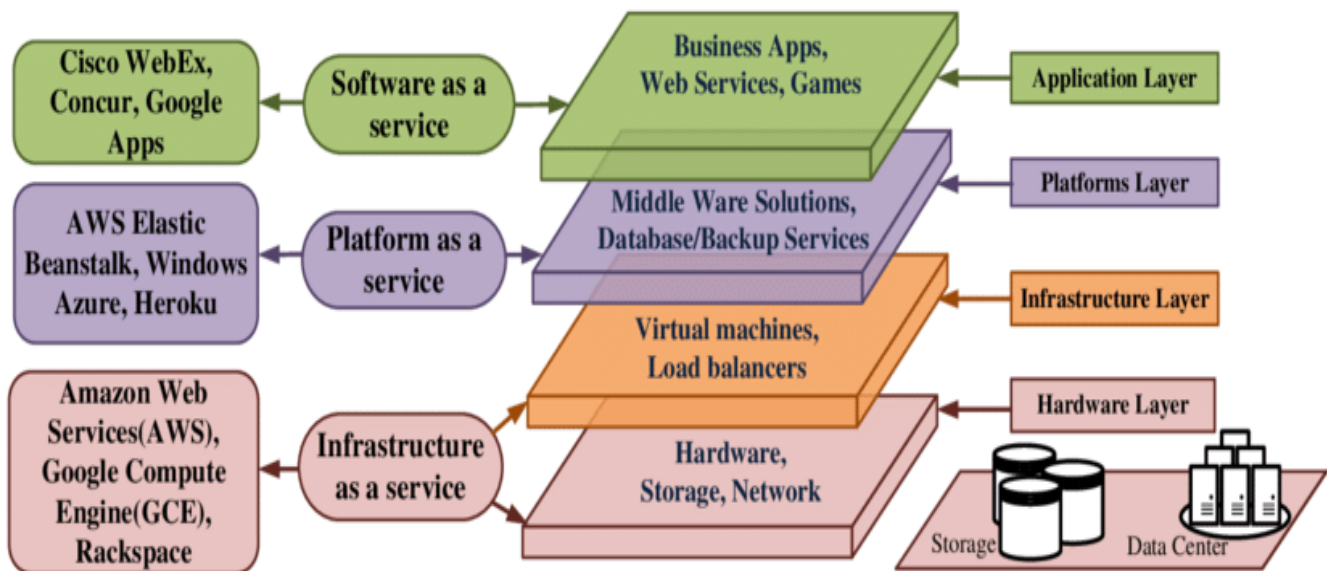 Cisco WebEx,
Concur, Google
Apps
Software as a
service
Business Apps,
Web Services, Games
Application Layer
AWS Elastic
Beanstalk, Windows
Azure, Heroku
Platform as a
service
Middle Ware Solutions,
Database/Backup Services
Platforms Layer
Virtual machines,
Load balancers
Infrastructure Layer
Amazon Web
Services(AWS),
Google Compute
Engine(GCE),
Rackspace
Infrastructure
as a service
Hardware,
Storage, Network
Hardware Layer
Storage
Data Center